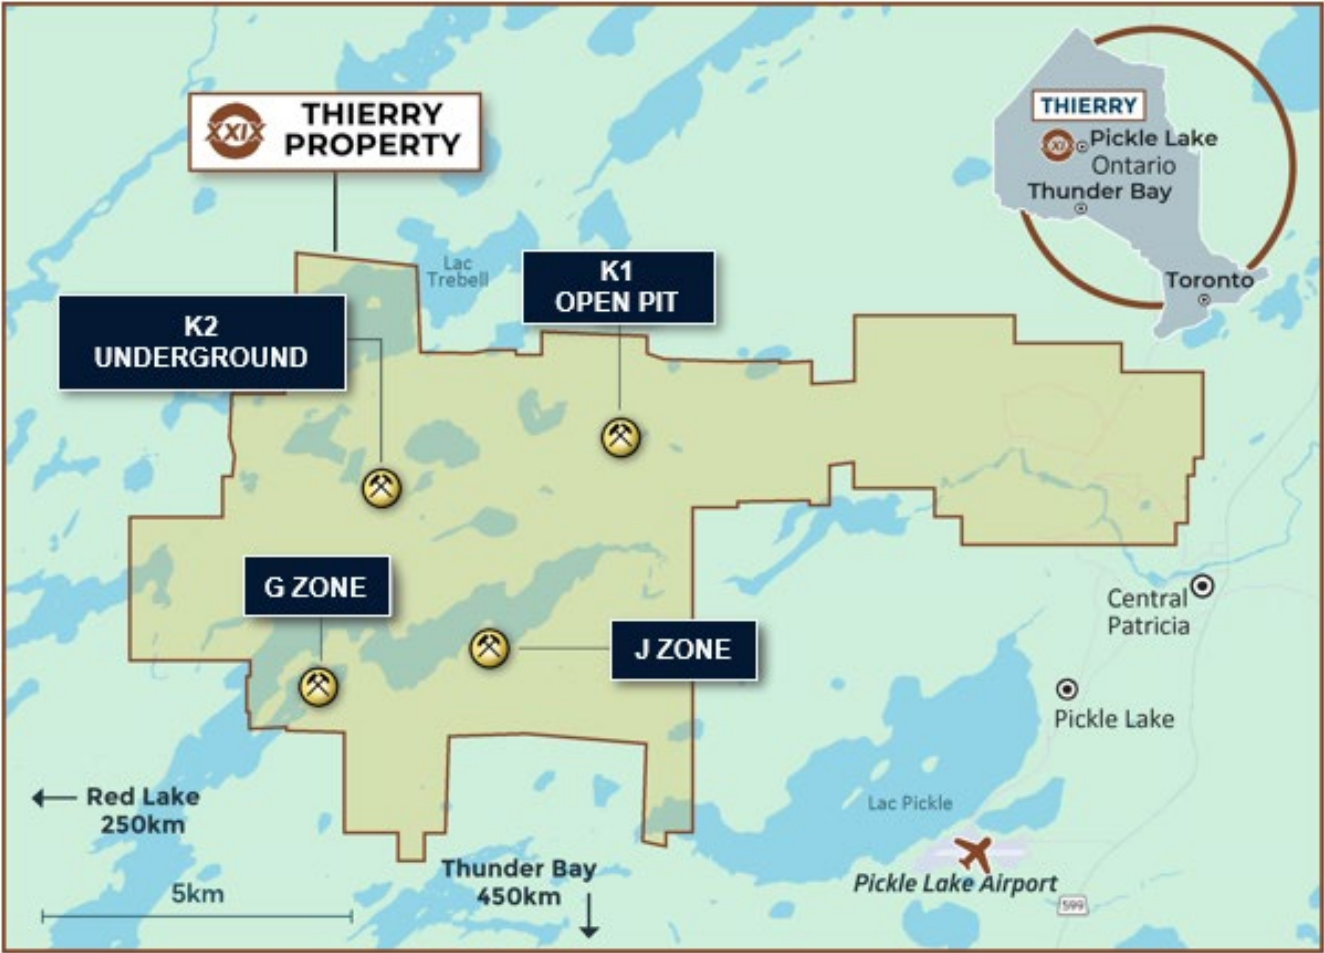 XXIX
THIERRY
PROPERTY
THIERRY
XXIX
Pickle Lake
Ontario
Thunder Bay
Toronto
Lac
Trebell
K1
OPEN PIT
K2
UNDERGROUND
G ZONE
J ZONE
Central
Patricia
Pickle Lake
Red Lake
250km
Lac Pickle
Thunder Bay
450km
Pickle Lake Airport
5km
599